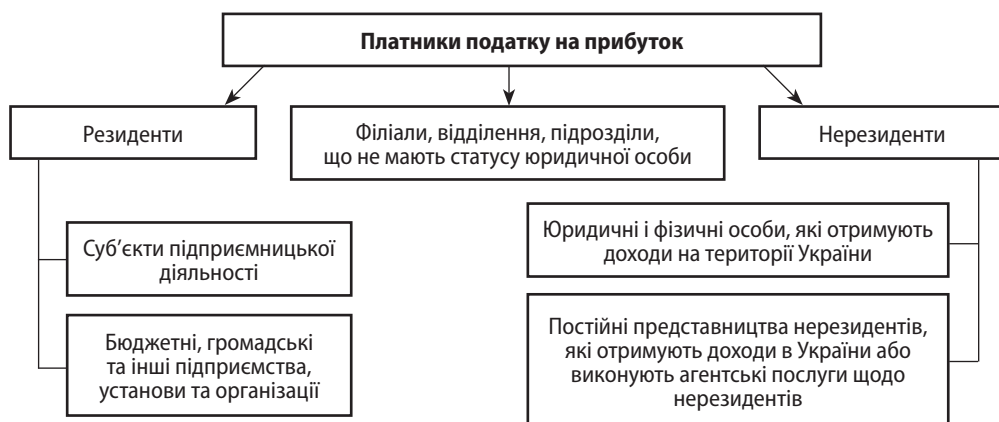 Платники податку на прибуток
Резиденти
Філіали, відділення, підрозділи,
що не мають статусу юридичної особи
Нерезиденти
Суб’єкти підприємницької
діяльності
Бюджетні, громадські
та інші підприємства,
установи та організації
Юридичні і фізичні особи, які отримують
доходи на території України
Постійні представництва нерезидентів,
які отримують доходи в України або
виконують агентські послуги щодо
нерезидентів